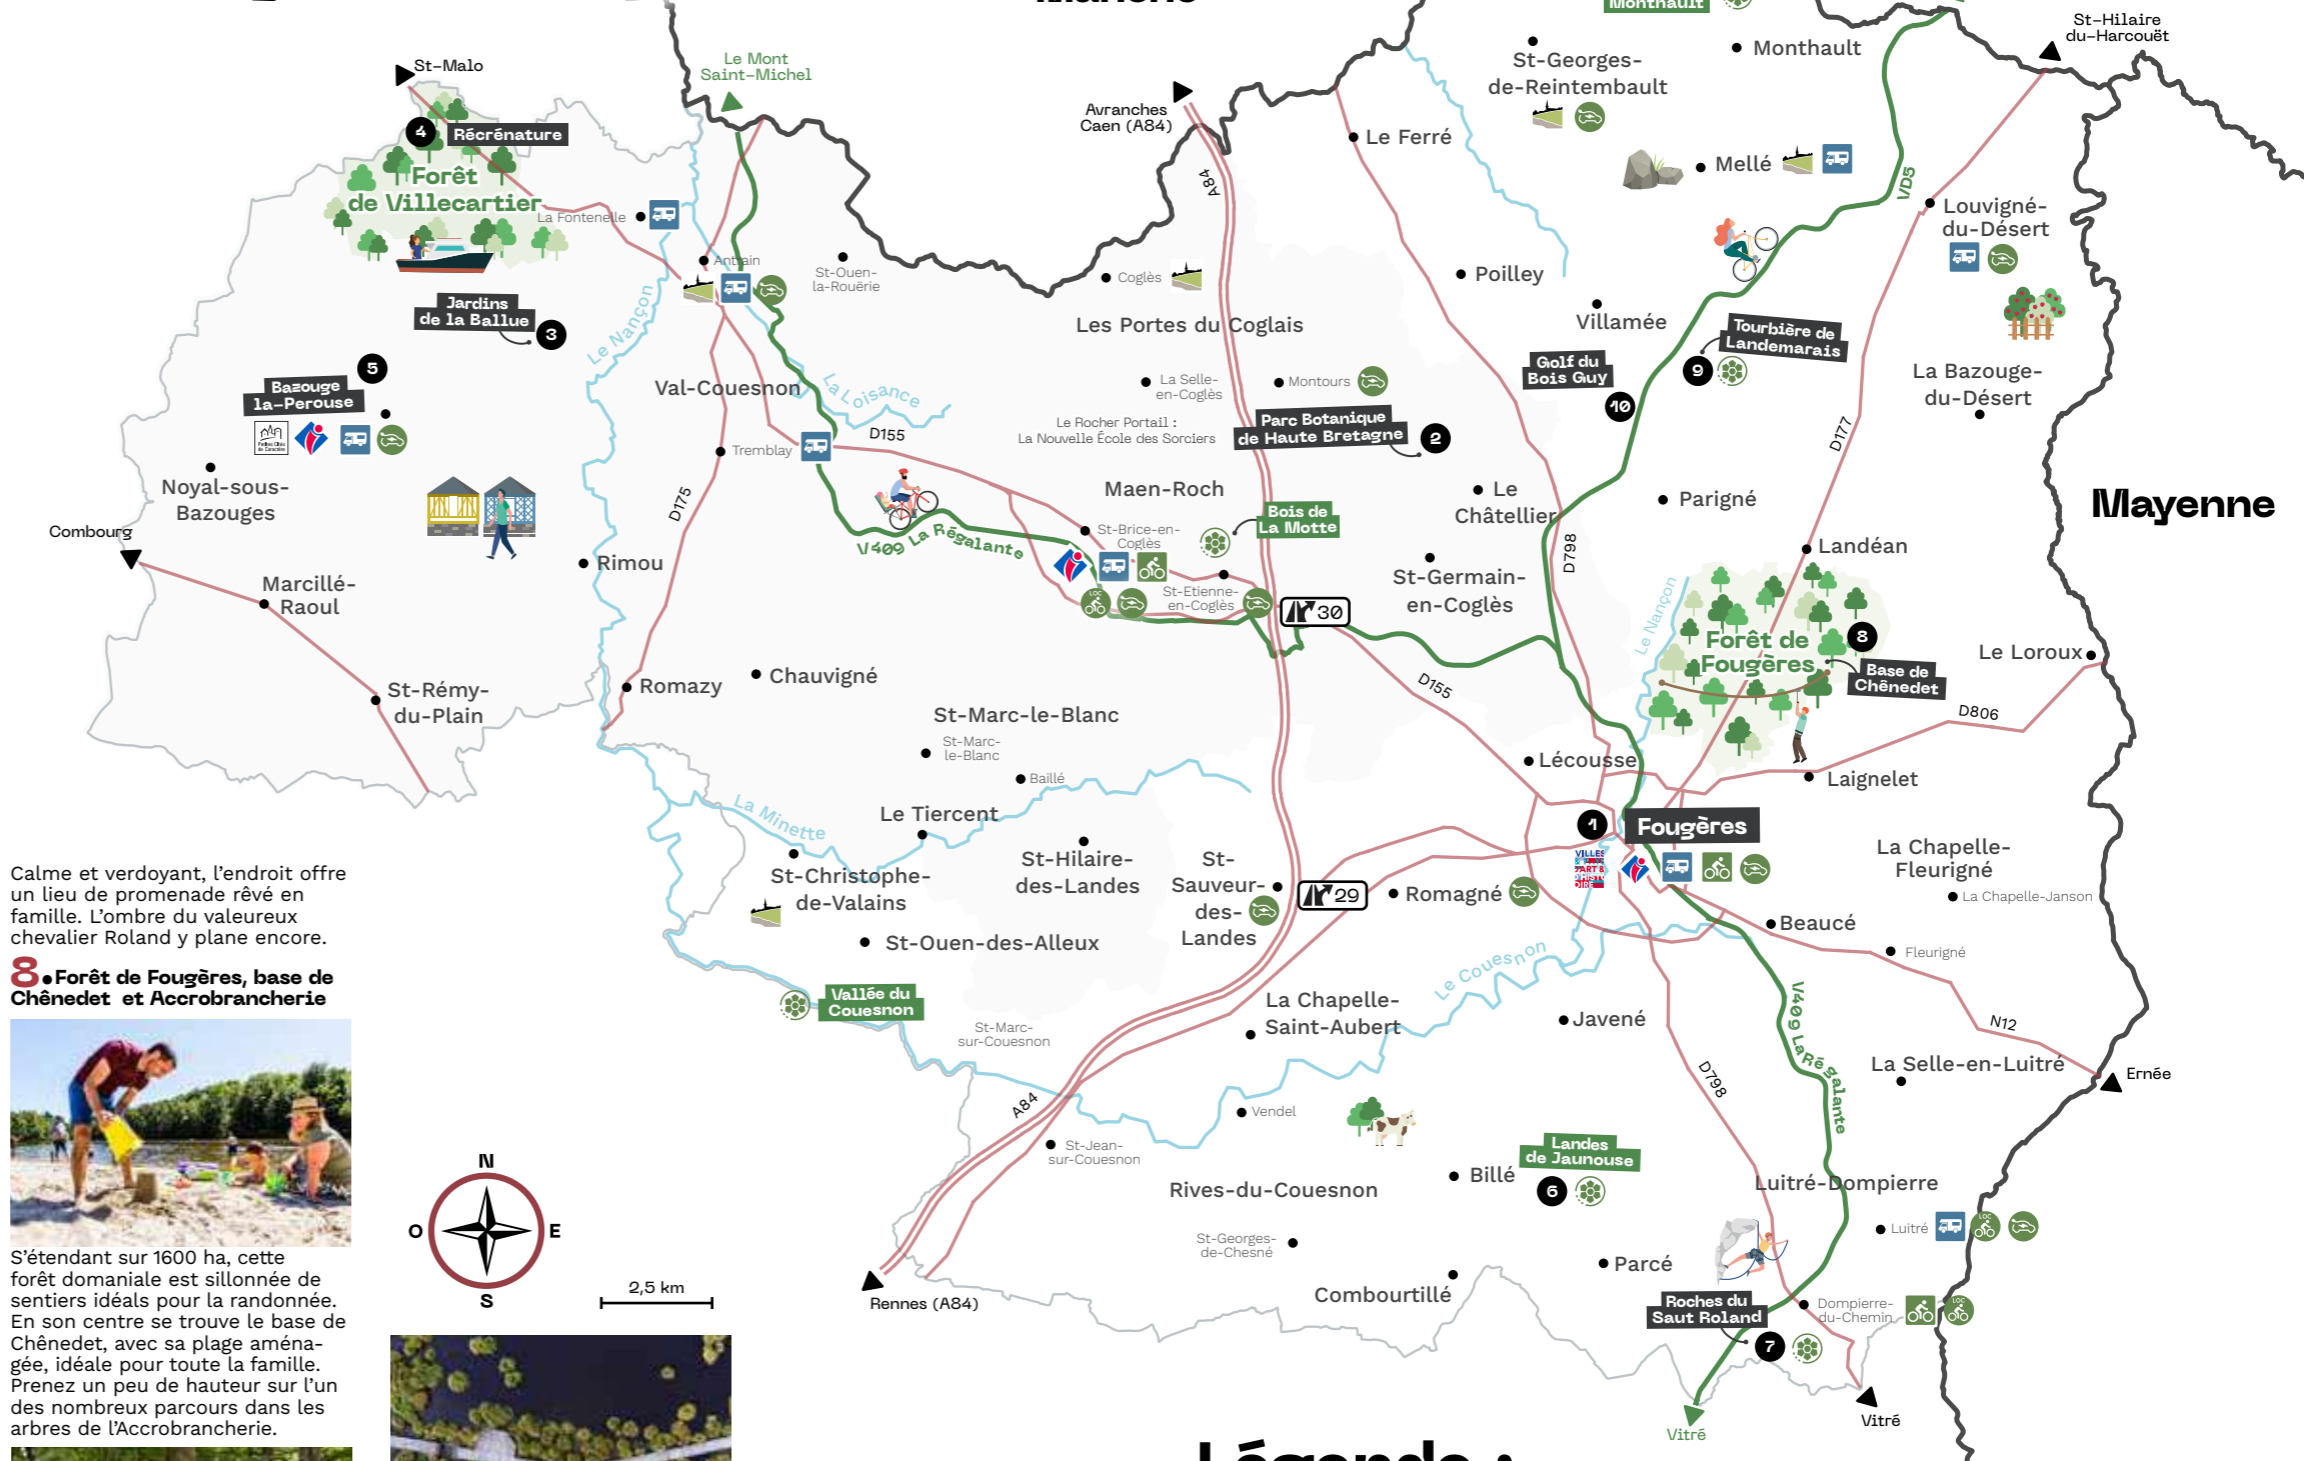 Monthault
St-Hilaire
du-Harcouët
St-Malo
Le Mont
Saint-Michel
Avranches
Caen (A84)
St-Georges-
de-Reintembault
Monthault
4
Récrénature
Forêt
de Villecartier
La Fontenelle
Antrain
St-Ouen-
la-Rouërie
Coglès
Les Portes du Coglais
A84
Le Ferré
Poilley
Mellé
VD5
Louvigné-
du-Désert
Villamée
Jardins
de la Ballue
3
Le Nançon
5
Bazouge
la-Perouse
Val-Couesnon
La Loisance
La Selle-
en-Coglès
Montours
Le Rocher Portail :
La Nouvelle École des Sorciers
Parc Botanique
de Haute Bretagne
2
Golf du
Bois Guy
10
Tourbière de
Landemarais
9
La Bazouge-
du-Désert
D177
Noyal-sous-
Bazouges
Tremblay
D155
D175
Maen-Roch
Le
Châtellier
Parigné
Mayenne
Combourg
V409 La Régalante
St-Brice-en-
Coglès
Bois de
La Motte
D798
Landéan
Marcillé-
Raoul
Rimou
LOC
St-Etienne-
en-Coglès
30
St-Germain-
en-Coglès
Le Nançon
Forêt de
Fougères
8
Base de
Chênedet
Le Loroux
St-Rémy-
du-Plain
Romazy
Chauvigné
D155
D806
St-Marc-le-Blanc
St-Marc-
le-Blanc
Baillé
Lécousse
Laignelet
La Minette
Le Tiercent
1
Fougères
VILLES
D'ART &
D'HISTOIRE
St-Hilaire-
des-Landes
St-
Sauveur-
des-
Landes
29
Romagné
La Chapelle-
Fleurigné
La Chapelle-Janson
St-Christophe-
de-Valains
Beaucé
Fleurigné
St-Ouen-des-Alleux
Le Couesnon
Vallée du
Couesnon
St-Marc-
sur-Couesnon
La Chapelle-
Saint-Aubert
Javené
V409 La Régalante
N12
La Selle-en-Luitré
Ernée
D798
A84
Vendel
St-Jean-
sur-Couesnon
Landes
de Jaunouse
6
Billé
Rives-du-Couesnon
Luitré-Dompierre
Luitré
LOC
St-Georges-
de-Chesné
Parcé
Combourtillé
Rennes (A84)
Roches du
Saut Roland
7
Dompierre-
du-Chemin
LOC
Vitré
Vitré
Calme et verdoyant, l’endroit offre
un lieu de promenade rêvé en
famille. L’ombre du valeureux
chevalier Roland y plane encore.
8•Forêt de Fougères, base de
Chênedet et Accrobrancherie
S’étendant sur 1600 ha, cette
forêt domaniale est sillonnée de
sentiers idéals pour la randonnée.
En son centre se trouve le base de
Chênedet, avec sa plage aména-
gée, idéale pour toute la famille.
Prenez un peu de hauteur sur l’un
des nombreux parcours dans les
arbres de l’Accrobrancherie.
N
O
E
S
2,5 km
Légende :